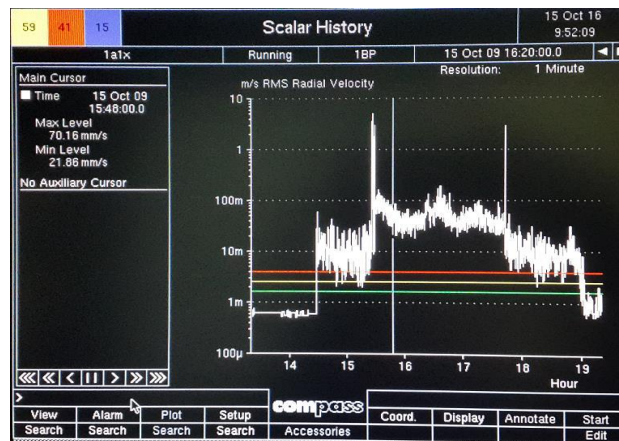 59 41 15 Scalar History 15 Oct 16
9:52:09
1a1x Running 1BP 15 Oct 09 16:20:00.0
Resolution: 1 Minute
Main Cursor
Time 15 Oct 09
15:48:00.0
Max Level
70.16 mm/s
Min Level
21.86 mm/s
No Auxiliary Cursor
m/s RMS Radial Velocity
10
1
100m
10m
1m
100µ
14 15 16 17 18 19
Hour
>
compass
View Alarm Plot Setup Coord. Display Annotate Start
Search Search Search Search Accessories Edit